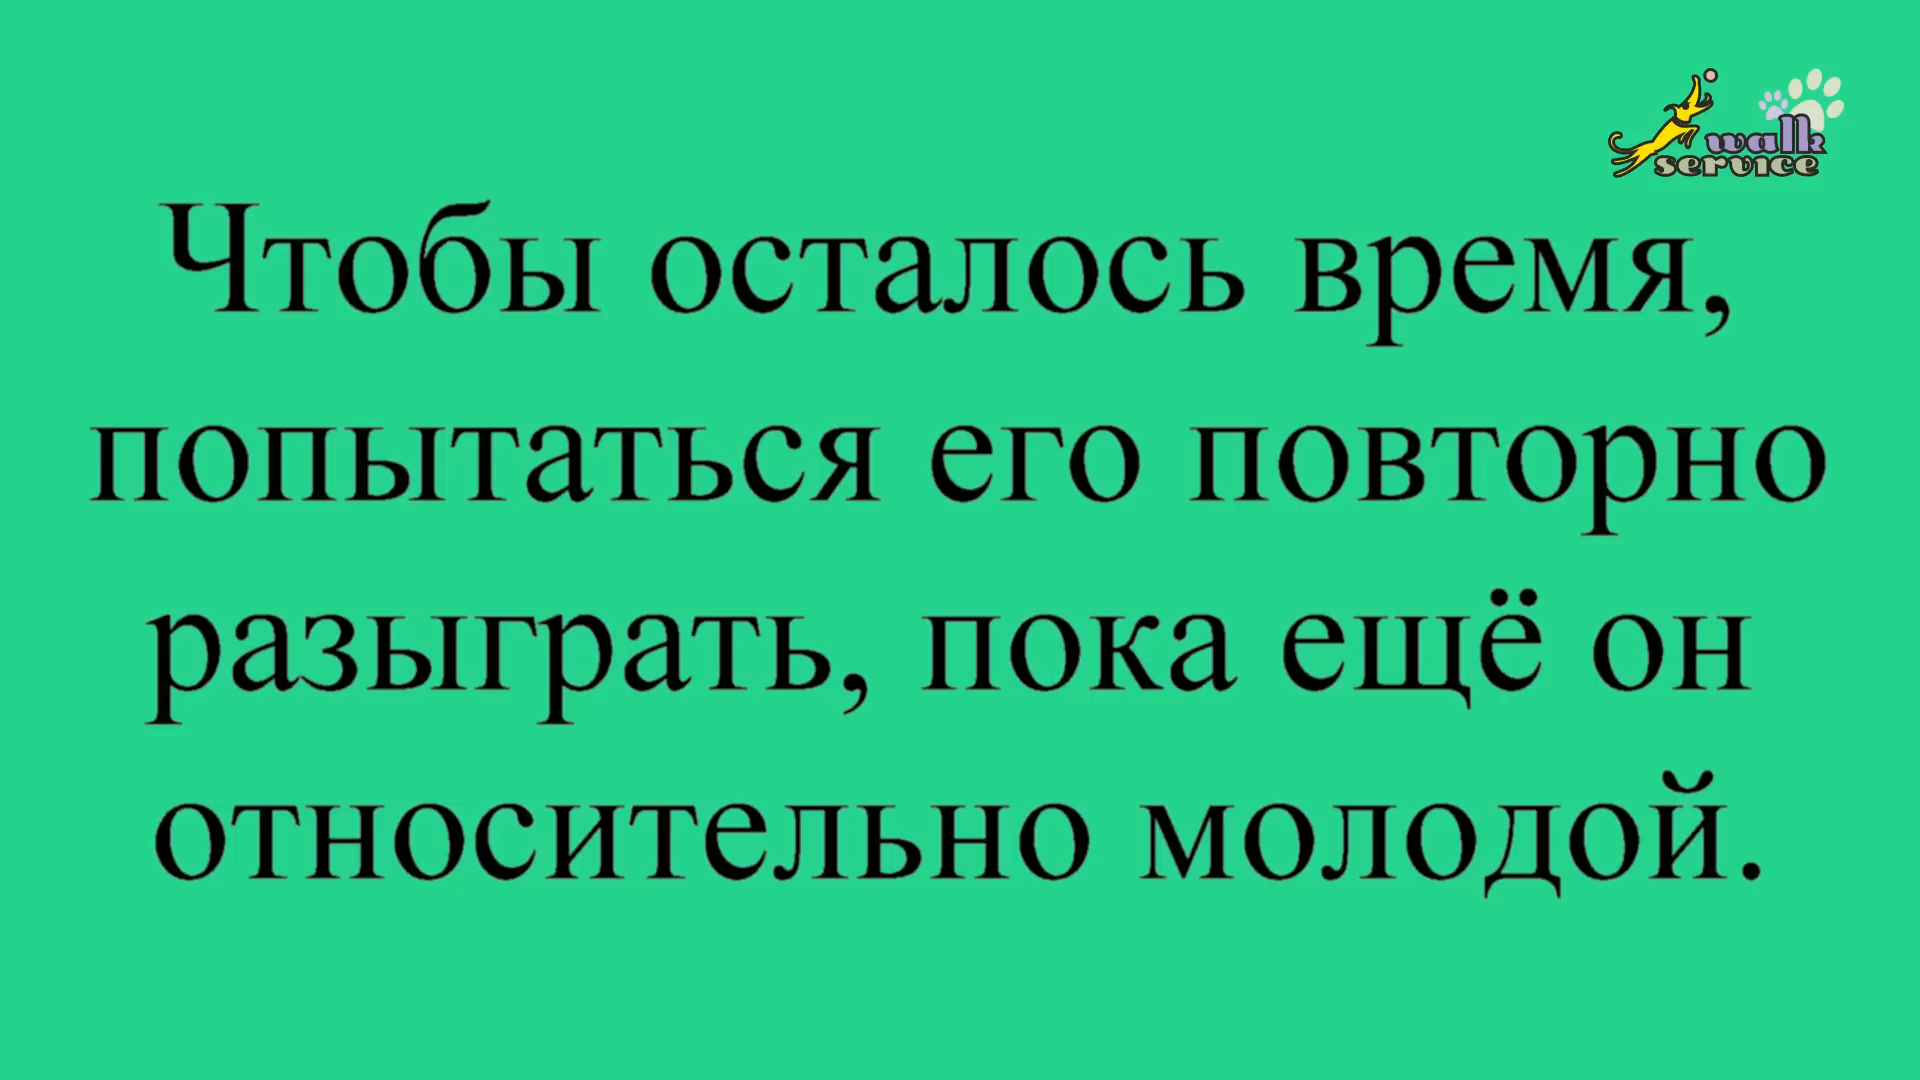 walk
service
Чтобы осталось время,
попытаться его повторно
разыграть, пока ещё он
относительно молодой.